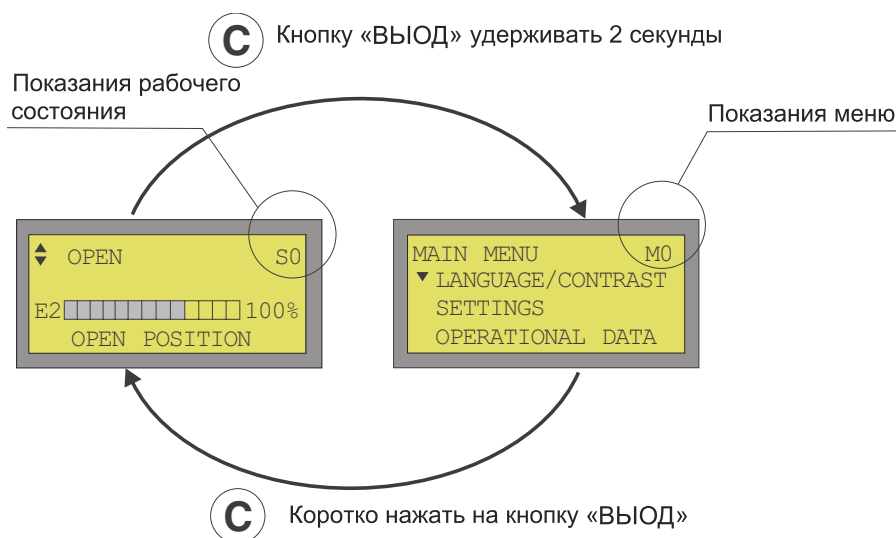 C Кнопку «ВЫОД» удерживать 2 секунды
Показания рабочего
состояния
Показания меню
OPEN S0
E2 100%
OPEN POSITION
MAIN MENU M0
LANGUAGE/CONTRAST
SETTINGS
OPERATIONAL DATA
C Коротко нажать на кнопку «ВЫОД»